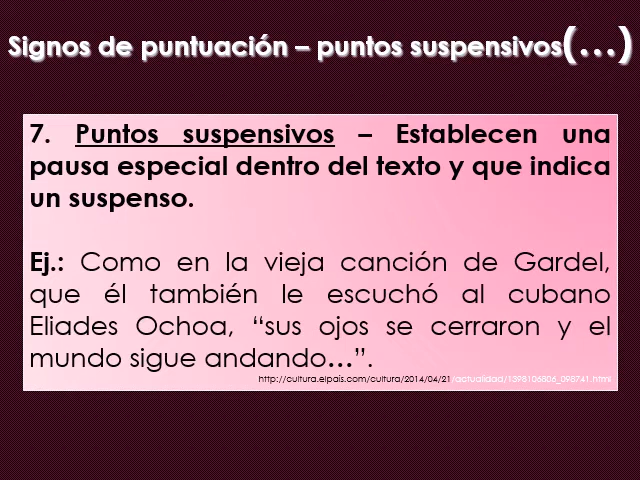 Signos de puntuación – puntos suspensivos(...)
7. Puntos suspensivos – Establecen una
pausa especial dentro del texto y que indica
un suspenso.
Ej.: Como en la vieja canción de Gardel,
que él también le escuchó al cubano
Eliades Ochoa, “sus ojos se cerraron y el
mundo sigue andando...”.
http://cultura.elpais.com/cultura/2014/04/21/actualidad/1398105806_098741.html